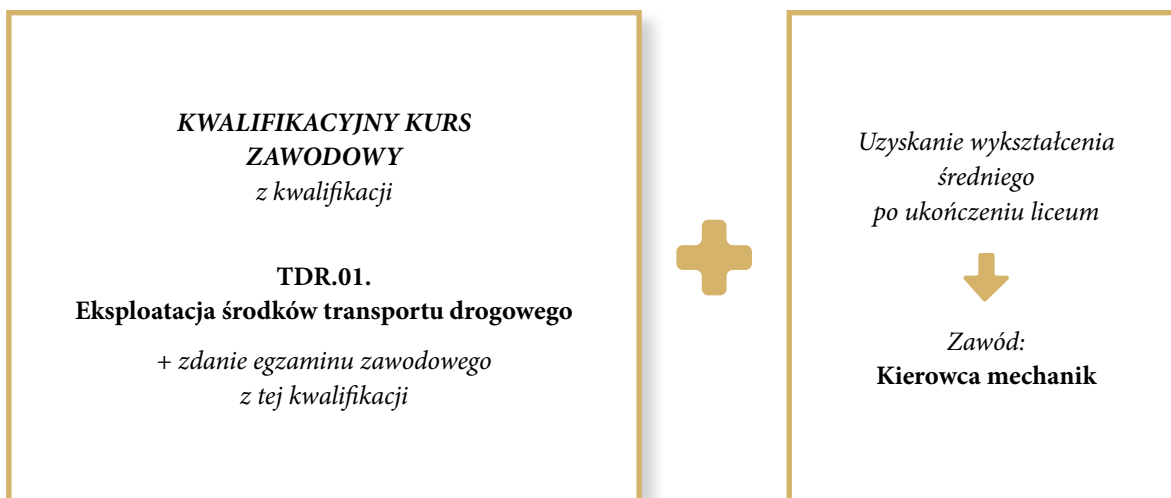 KWALIFIKACYJNY KURS
ZAWODOWY
z kwalifikacji
TDR.01.
Eksploatacja środków transportu drogowego
+ zdanie egzaminu zawodowego
z tej kwalifikacji
Uzyskanie wykształcenia
średniego
po ukończeniu liceum
Zawód:
Kierowca mechanik